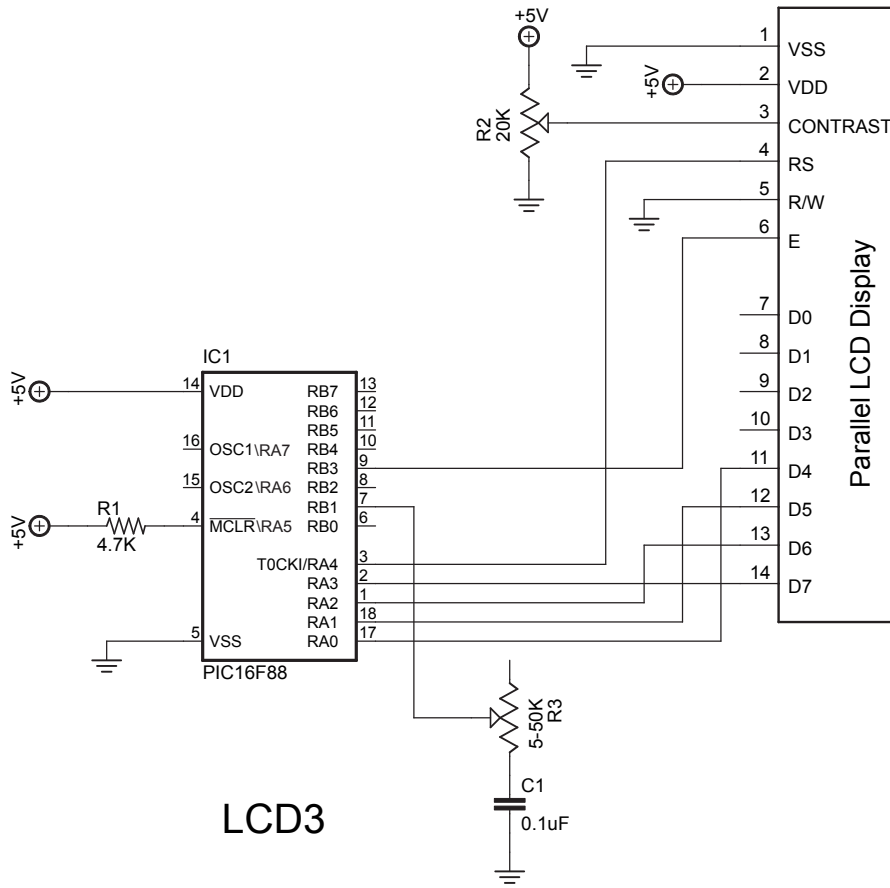 +5V
R2
20K
+5V
1
VSS
2
VDD
3
CONTRAST
4
RS
5
R/W
6
E
7
D0
8
D1
9
D2
10
D3
11
D4
12
D5
13
D6
14
D7
Parallel LCD Display
IC1
+5V
14
VDD
16
OSC1\RA7
15
OSC2\RA6
+5V
R1
4.7K
4
MCLR\RA5
5
VSS
RB7
13
RB6
12
RB5
11
RB4
10
RB3
9
RB2
8
RB1
7
RB0
6
T0CKI/RA4
3
RA3
2
RA2
1
RA1
18
RA0
17
PIC16F88
5-50K
R3
C1
0.1uF
LCD3